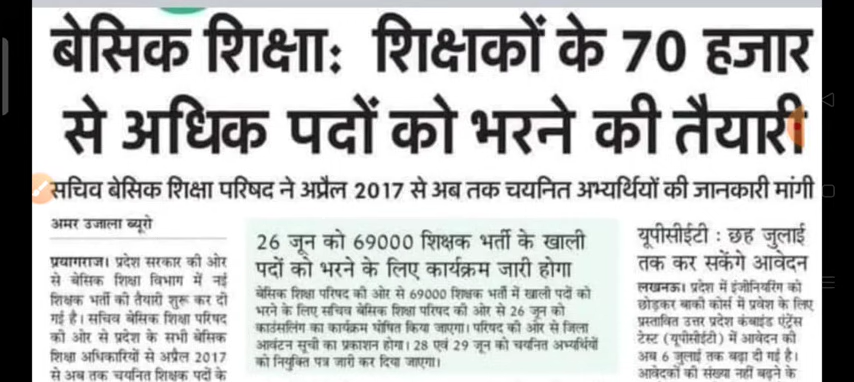 बेसिक शिक्षा: शिक्षकों के 70 हजार
से अधिक पदों को भरने की तैयारी
सचिव बेसिक शिक्षा परिषद ने अप्रैल 2017 से अब तक चयनित अभ्यर्थियों की जानकारी मांगी
अमर उजाला ब्यूरो
प्रयागराज। प्रदेश सरकार की ओर
से बेसिक शिक्षा विभाग में नई
शिक्षक भर्ती की तैयारी शुरू कर दी
गई है। सचिव बेसिक शिक्षा परिषद
की ओर से प्रदेश के सभी बेसिक
शिक्षा अधिकारियों से अप्रैल 2017
से अब तक चयनित शिक्षक पदों के
26 जून को 69000 शिक्षक भर्ती के खाली
पदों को भरने के लिए कार्यक्रम जारी होगा
बेसिक शिक्षा परिषद की ओर से 69000 शिक्षक भर्ती में खाली पदों को
भरने के लिए सचिव बेसिक शिक्षा परिषद की ओर से 26 जून को
काउंसलिंग का कार्यक्रम घोषित किया जाएगा। परिषद की ओर से जिला
आवंटन सूची का प्रकाशन होगा। 28 एवं 29 जून को चयनित अभ्यर्थियों
को नियुक्ति पत्र जारी कर दिया जाएगा।
यूपीसीईटी : छह जुलाई
तक कर सकेंगे आवेदन
लखनऊ। प्रदेश में इंजीनियरिंग को
छोड़कर बाकी कोर्स में प्रवेश के लिए
प्रस्तावित उत्तर प्रदेश कंबाइंड एंट्रेंस
टेस्ट (यूपीसीईटी) में आवेदन की
अब 6 जुलाई तक बढ़ा दी गई है।
आवेदकों की संख्या नहीं बढ़ने के